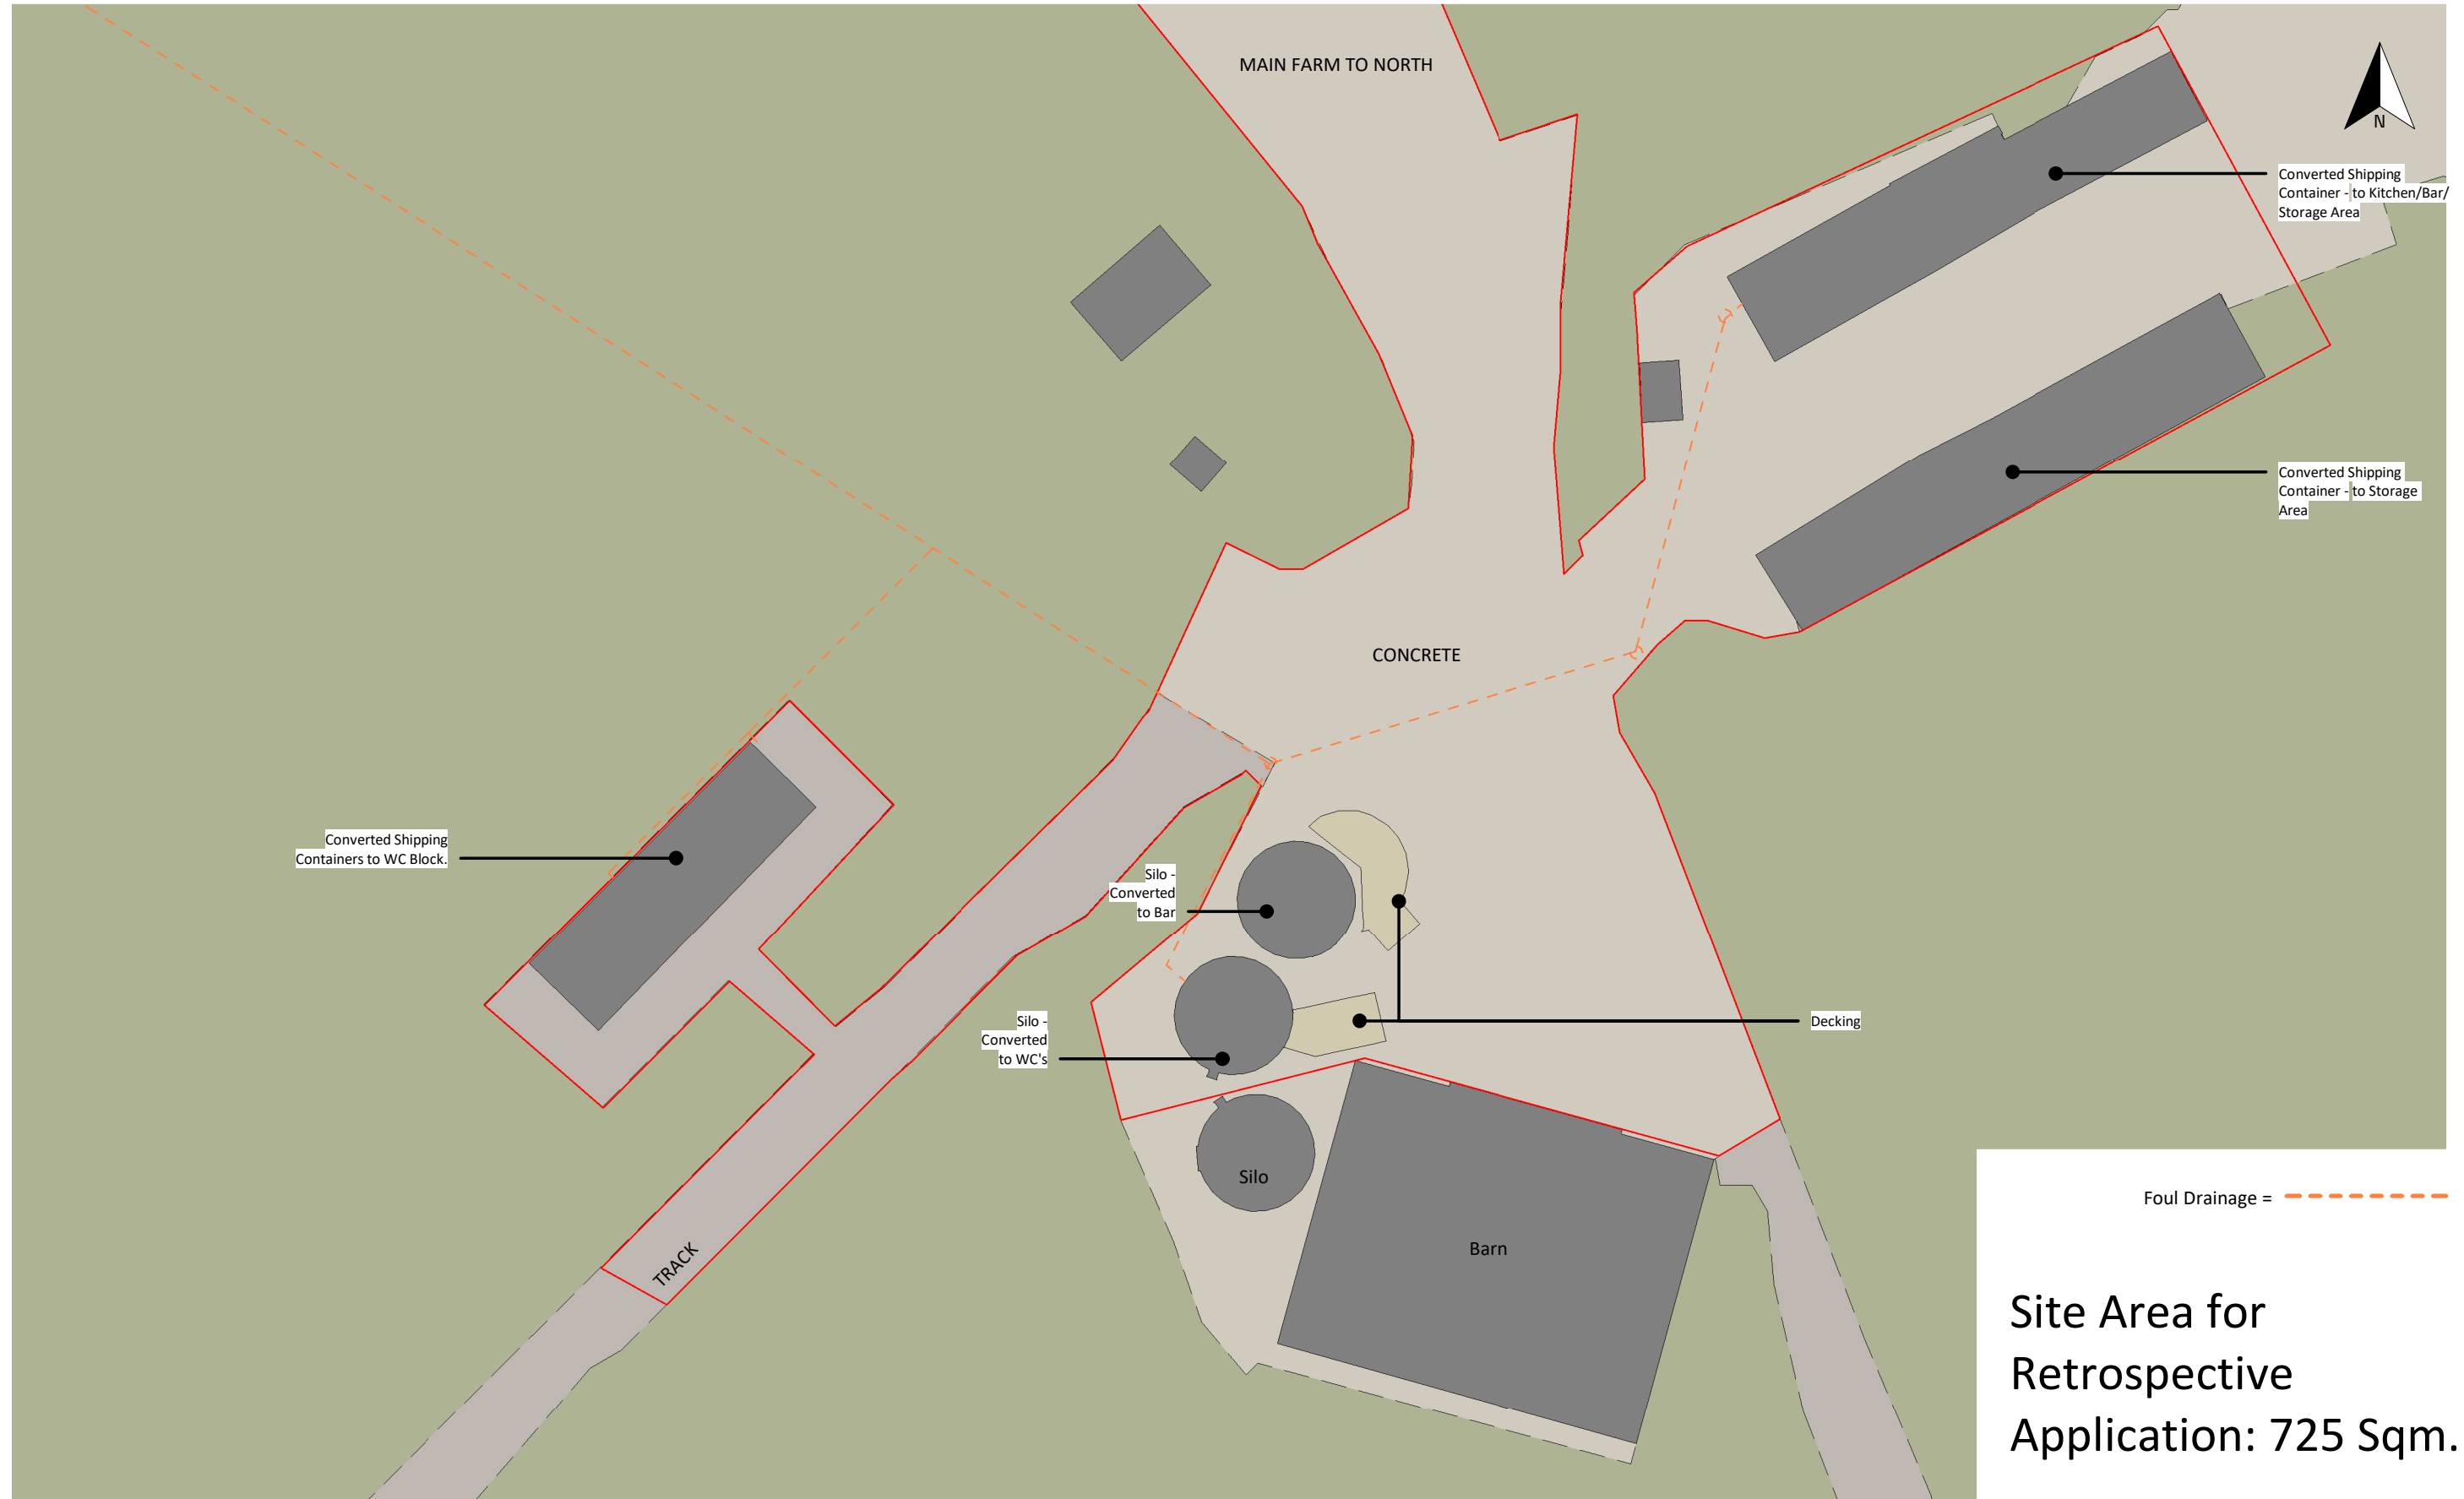 MAIN FARM TO NORTH
N
Converted Shipping
Container - to Kitchen/Bar/
Storage Area
Converted Shipping
Container - to Storage
Area
CONCRETE
Converted Shipping
Containers to WC Block.
Silo -
Converted
to Bar
Silo -
Converted
to WC's
Decking
Silo
Barn
TRACK
Foul Drainage =
Site Area for
Retrospective
Application: 725 Sqm.